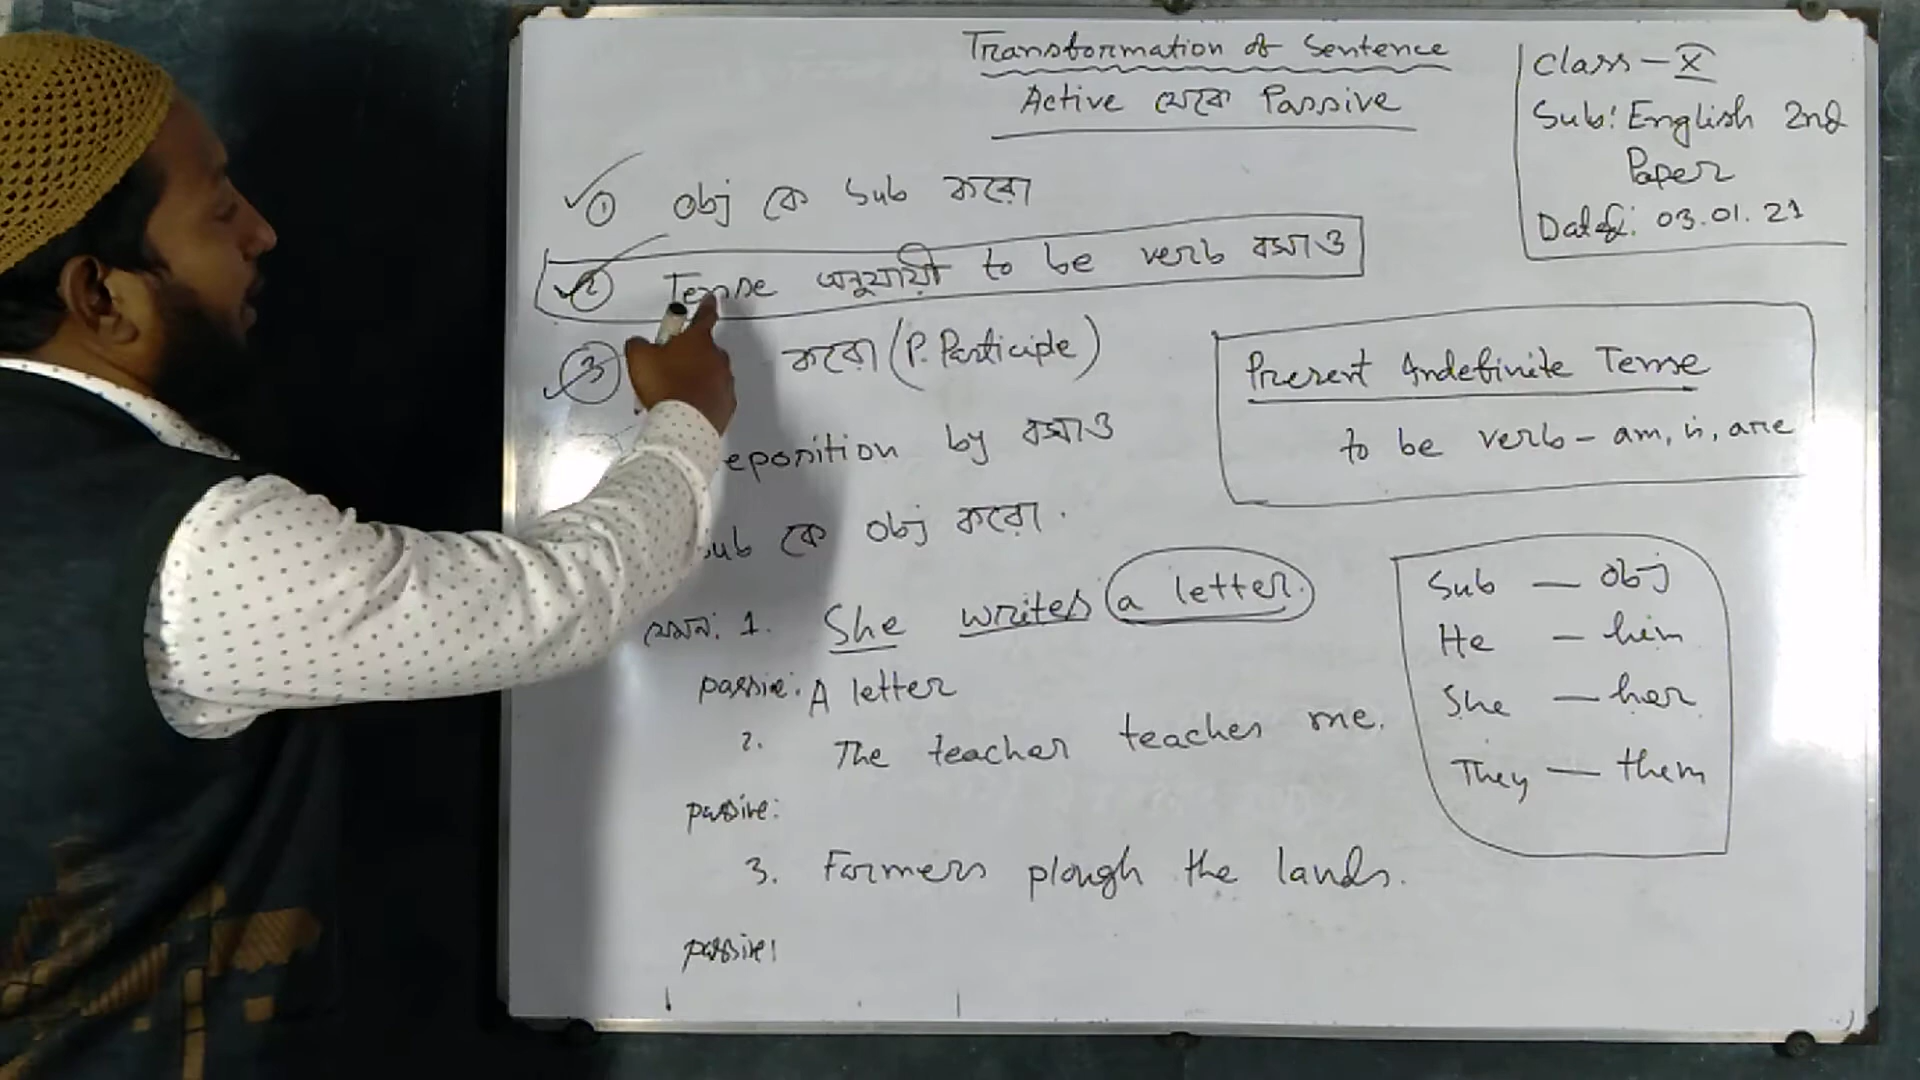 Transformation of Sentence
Active থেকে Passive
Class - X
Sub: English 2nd
Paper
Date: 03.01.21
① Obj কে Sub করো
② Tense অনুযায়ী to be verb বসাও
③ করো (P. Participle)
eposition by বসাও
Sub কে Obj করো.
Present Indefinite Tense
to be verb - am, is, are
Sub — Obj
He — him
She — her
They — them
যেমন: 1. She writes a letter.
passive: A letter
2. The teacher teaches me.
passive:
3. Farmers plough the lands.
passive: